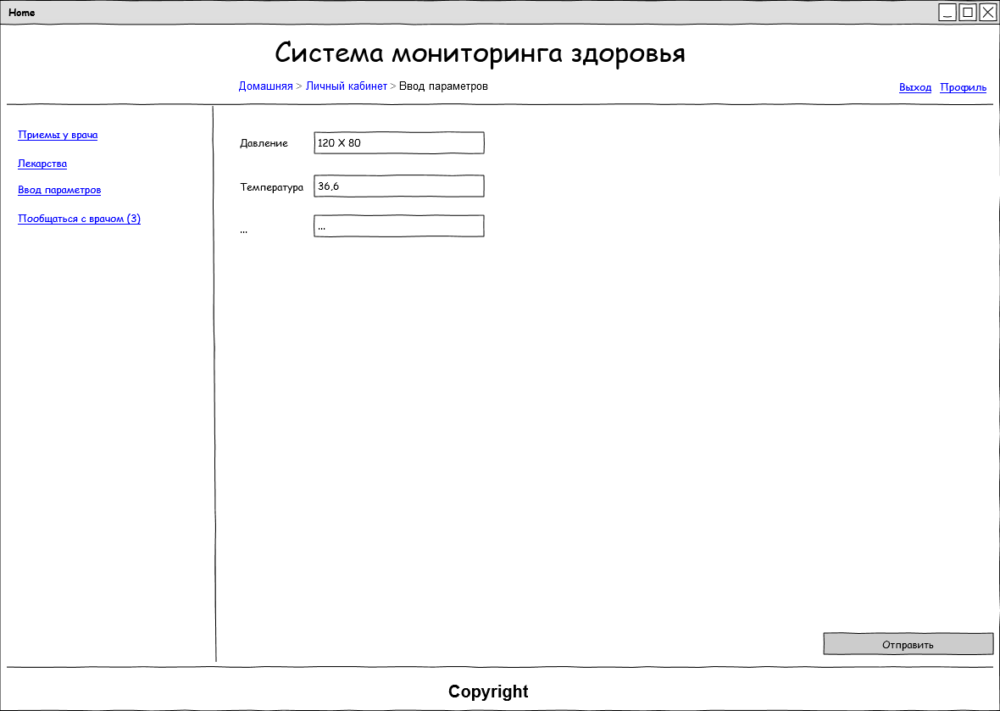 Home
Система мониторинга здоровья
Домашняя > Личный кабинет > Ввод параметров
Выход Профиль
Приемы у врача
Лекарства
Ввод параметров
Пообщаться с врачом (3)
Давление 120 X 80
Температура 36,6
... ...
Отправить
Copyright